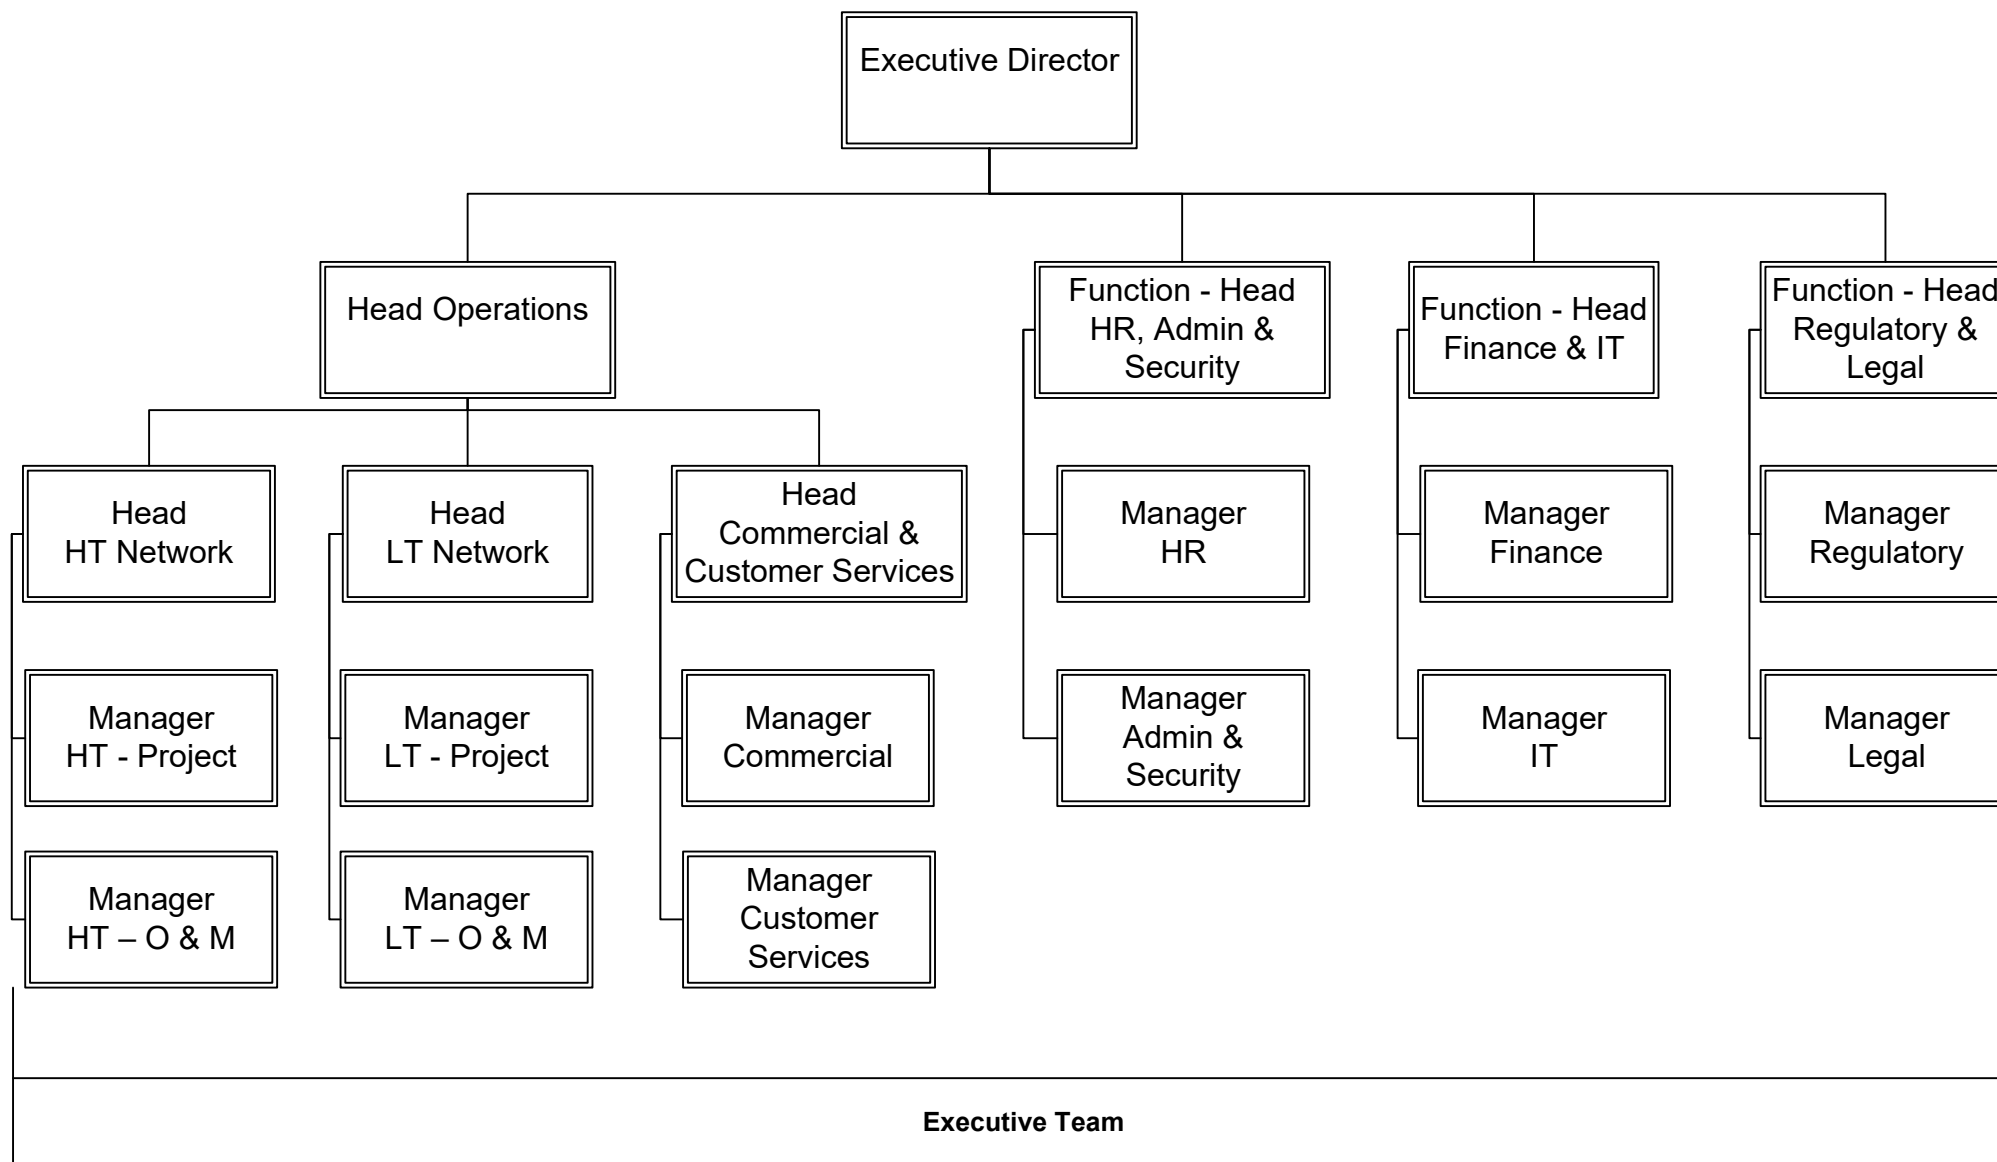 Executive Director
Head Operations
Function - Head
HR, Admin &
Security
Function - Head
Finance & IT
Function - Head
Regulatory &
Legal
Head
HT Network
Head
LT Network
Head
Commercial &
Customer Services
Manager
HR
Manager
Finance
Manager
Regulatory
Manager
HT - Project
Manager
LT - Project
Manager
Commercial
Manager
Admin &
Security
Manager
IT
Manager
Legal
Manager
HT – O & M
Manager
LT – O & M
Manager
Customer
Services
Executive Team